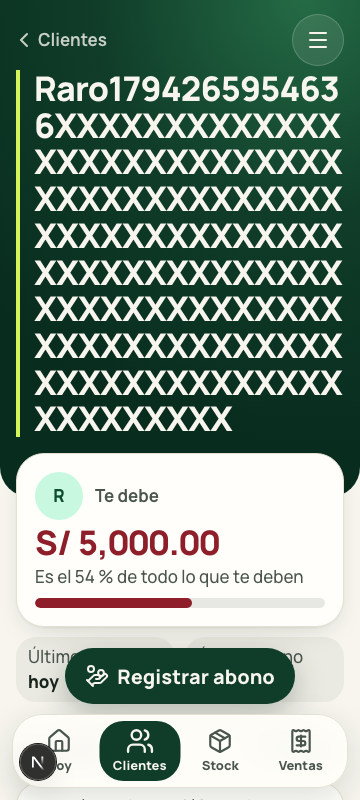 Clientes
Raro179426595463
6XXXXXXXXXXXXX
XXXXXXXXXXXXXX
XXXXXXXXXXXXXX
XXXXXXXXXXXXXX
XXXXXXXXXXXXXX
XXXXXXXXXXXXXX
XXXXXXXXXXXXXX
XXXXXXXXXXXXXX
XXXXXXXXX
R
Te debe
S/ 5,000.00
Es el 54 % de todo lo que te deben
hoy
Registrar abono
N
Clientes
Stock
Ventas